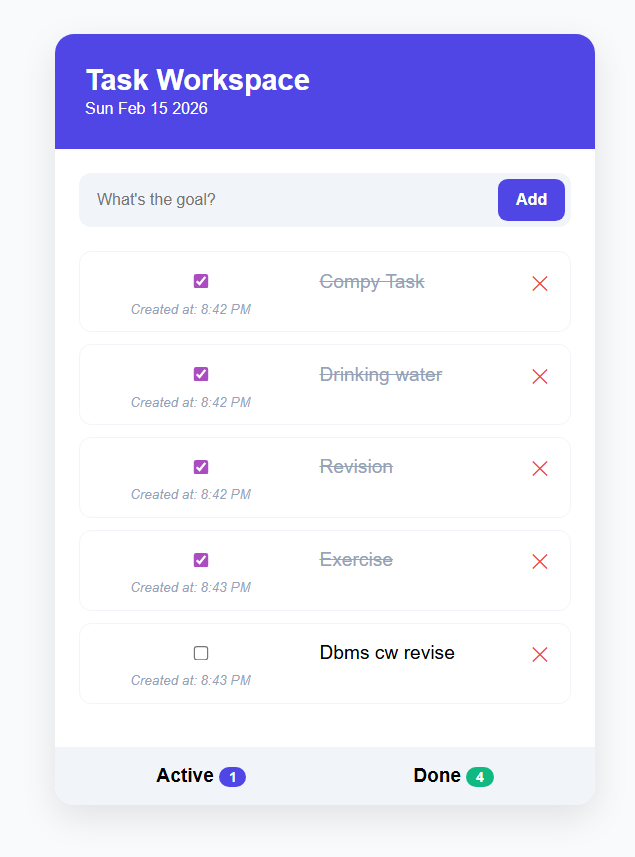 Task Workspace
Sun Feb 15 2026
What's the goal?
Add
Compy Task
Created at: 8:42 PM
Drinking water
Created at: 8:42 PM
Revision
Created at: 8:42 PM
Exercise
Created at: 8:43 PM
Dbms cw revise
Created at: 8:43 PM
Active 1
Done 4